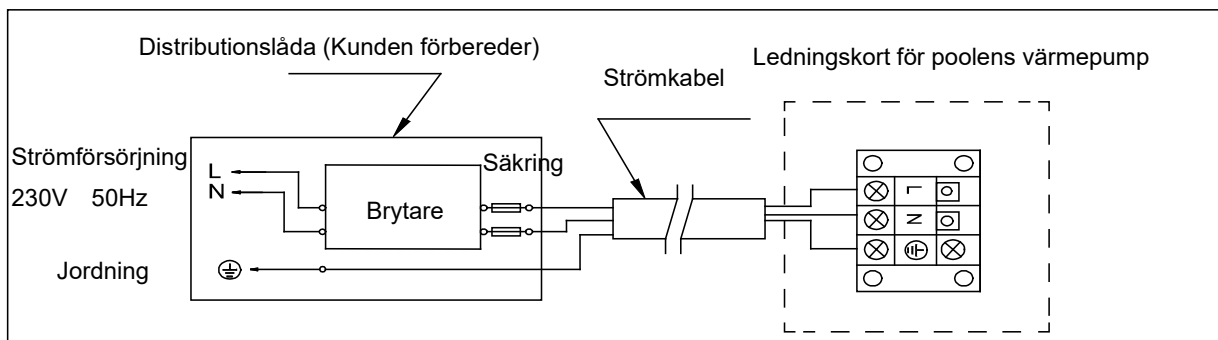 Distributionslåda (Kunden förbereder)
Ledningskort för poolens värmepump
Strömkabel
Strömförsörjning
230V 50Hz
L
N
Säkring
Brytare
Jordning
L
N